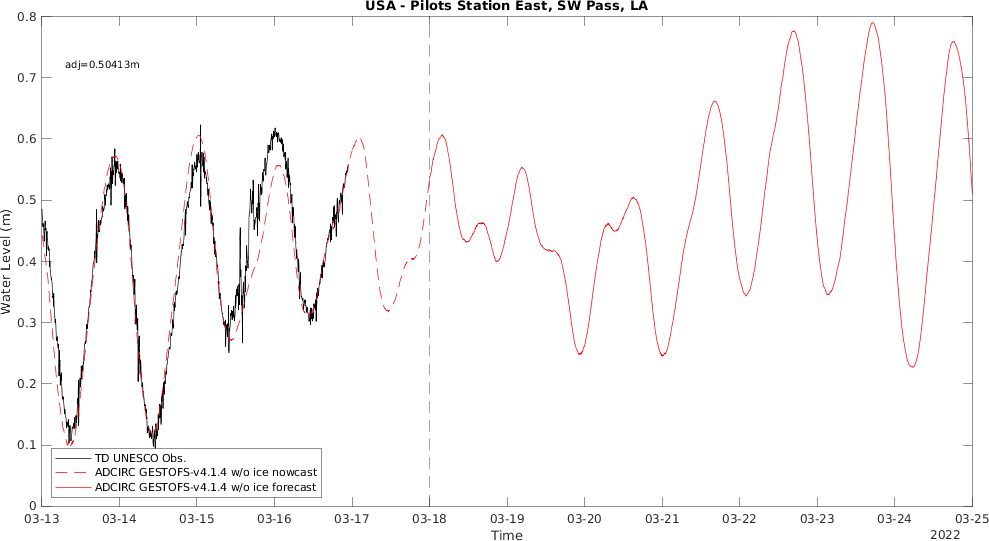 USA - Pilots Station East, SW Pass, LA
0.8
adj=0.50413m
0.7
0.6
0.5
0.4
0.3
0.2
0.1
0
Water Level (m)
TD UNESCO Obs.
ADCIRC GESTOFS-v4.1.4 w/o ice nowcast
ADCIRC GESTOFS-v4.1.4 w/o ice forecast
03-13 03-14 03-15 03-16 03-17 03-18 03-19 03-20 03-21 03-22 03-23 03-24 03-25
Time
2022